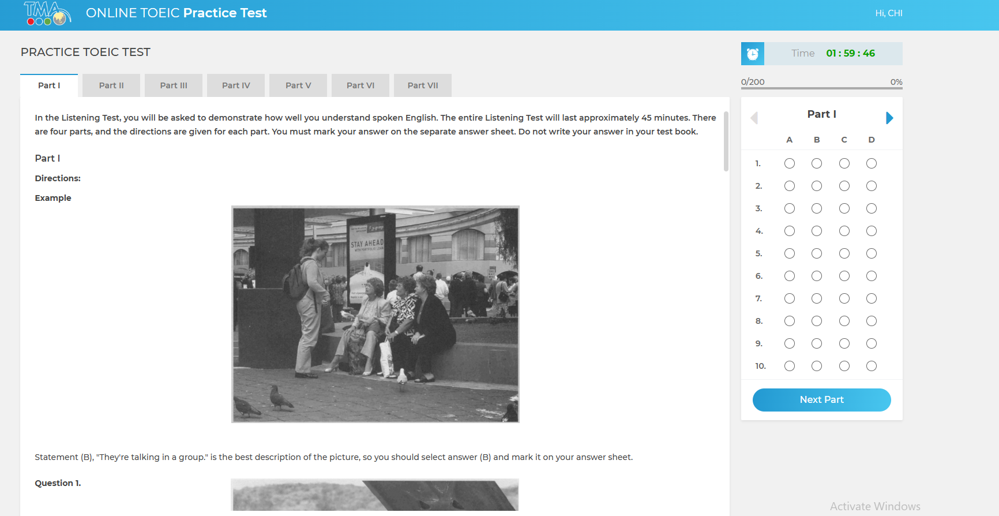 TMA
ONLINE TOEIC Practice Test
Hi, CHI
PRACTICE TOEIC TEST
Time 01 : 59 : 46
0/200 0%
Part I
Part II
Part III
Part IV
Part V
Part VI
Part VII
In the Listening Test, you will be asked to demonstrate how well you understand spoken English. The entire Listening Test will last approximately 45 minutes. There
are four parts, and the directions are given for each part. You must mark your answer on the separate answer sheet. Do not write your answer in your test book.
Part I
Directions:
Example
STAY AHEAD
WITH PORTFOLIO LOAN
Statement (B), "They're talking in a group." is the best description of the picture, so you should select answer (B) and mark it on your answer sheet.
Question 1.
Part I
A B C D
1.
2.
3.
4.
5.
6.
7.
8.
9.
10.
Next Part
Activate Windows